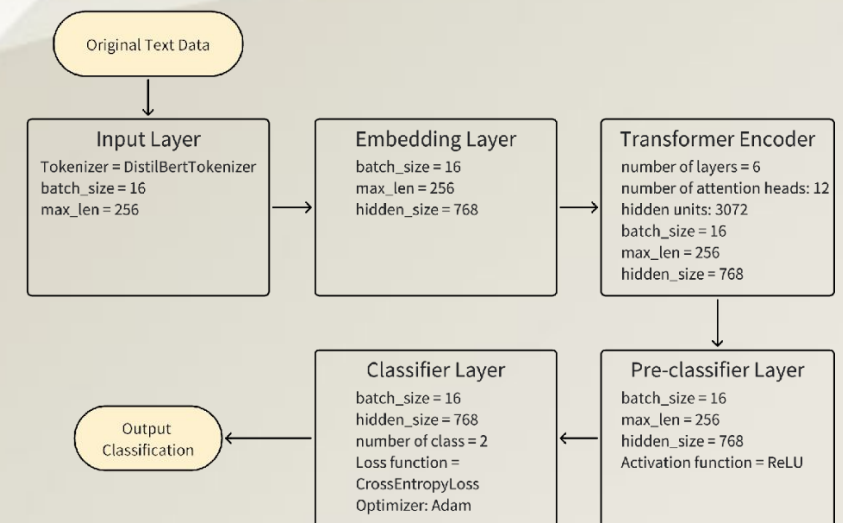 Original Text Data
Input Layer
Tokenizer = DistilBertTokenizer
batch_size = 16
max_len = 256
Embedding Layer
batch_size = 16
max_len = 256
hidden_size = 768
Transformer Encoder
number of layers = 6
number of attention heads: 12
hidden units: 3072
batch_size = 16
max_len = 256
hidden_size = 768
Pre-classifier Layer
batch_size = 16
max_len = 256
hidden_size = 768
Activation function = ReLU
Classifier Layer
batch_size = 16
hidden_size = 768
number of class = 2
Loss function =
CrossEntropyLoss
Optimizer: Adam
Output
Classification